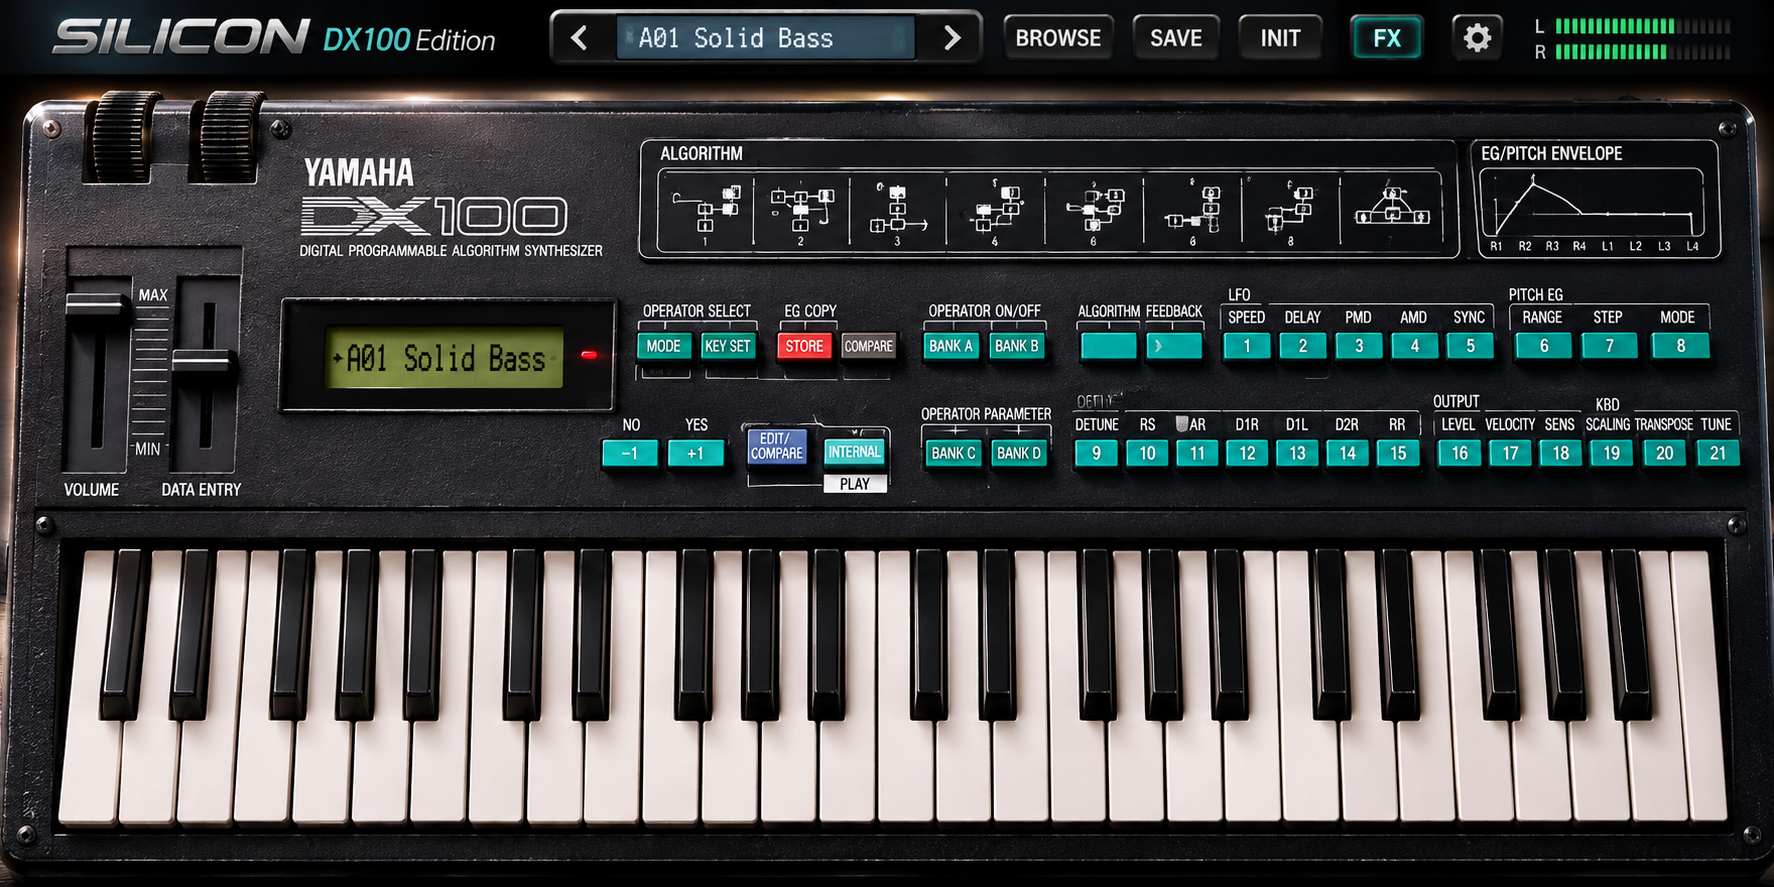 SILICON DX100 Edition
A01 Solid Bass
BROWSE
SAVE
INIT
FX
L
R
YAMAHA
DX100
DIGITAL PROGRAMMABLE ALGORITHM SYNTHESIZER
ALGORITHM
1 2 3 4 6 6 8 7
EG/PITCH ENVELOPE
R1 R2 R3 R4 L1 L2 L3 L4
MAX
MIN
VOLUME
DATA ENTRY
A01 Solid Bass
OPERATOR SELECT
MODE
KEY SET
EG COPY
STORE
COMPARE
OPERATOR ON/OFF
BANK A
BANK B
ALGORITHM FEEDBACK
LFO
SPEED DELAY PMD AMD SYNC
1 2 3 4 5
PITCH EG
RANGE STEP MODE
6 7 8
NO YES
-1 +1
EDIT/
COMPARE
INTERNAL
PLAY
OPERATOR PARAMETER
BANK C
BANK D
DETUNE RS AR D1R D1L D2R RR
9 10 11 12 13 14 15
OUTPUT
LEVEL VELOCITY SENS
KBD
SCALING TRANSPOSE TUNE
16 17 18 19 20 21